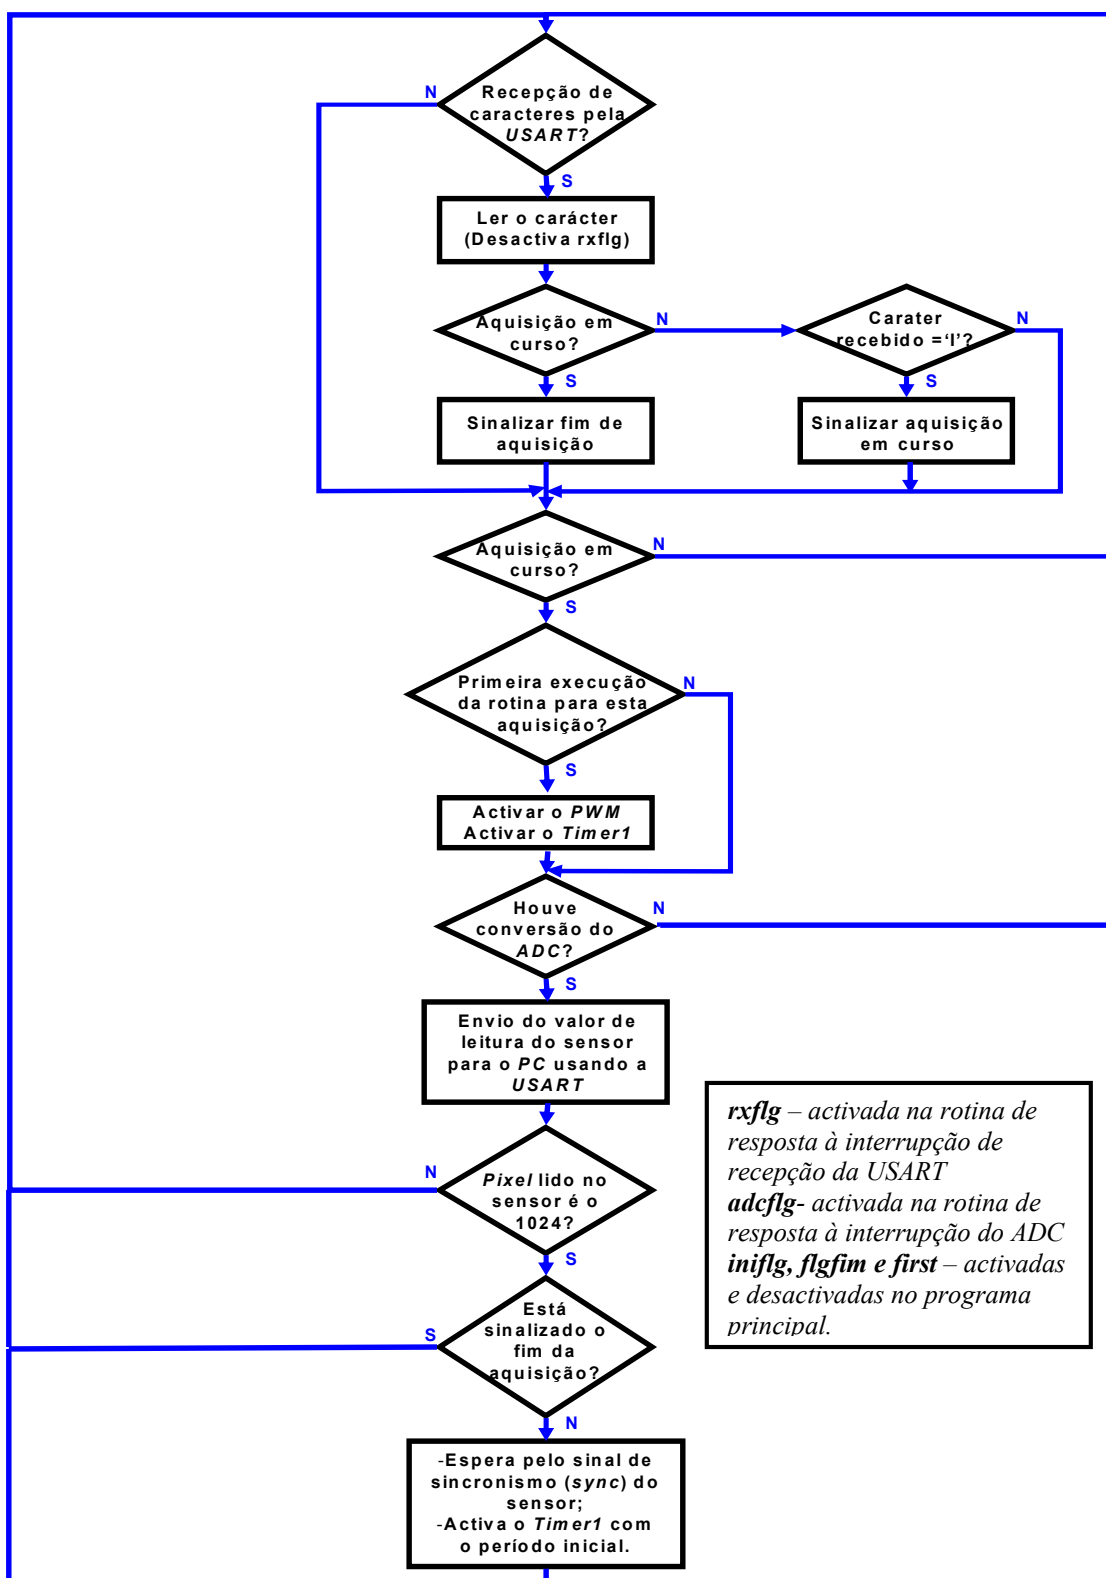 Recepção de
caracteres pela
USART?
N
S
Ler o carácter
(Desactiva rxflg)
Aquisição em
curso?
N
S
Carater
recebido =‘I’?
N
S
Sinalizar fim de
aquisição
Sinalizar aquisição
em curso
Aquisição em
curso?
N
S
Primeira execução
da rotina para esta
aquisição?
N
S
Activar o PWM
Activar o Timer1
Houve
conversão do
ADC?
N
S
Envio do valor de
leitura do sensor
para o PC usando a
USART
Pixel lido no
sensor é o
1024?
N
S
Está
sinalizado o
fim da
aquisição?
S
N
-Espera pelo sinal de
sincronismo (sync) do
sensor;
-Activa o Timer1 com
o período inicial.
rxflg – activada na rotina de
resposta à interrupção de
recepção da USART
adcflg- activada na rotina de
resposta à interrupção do ADC
iniflg, flgfim e first – activadas
e desactivadas no programa
principal.